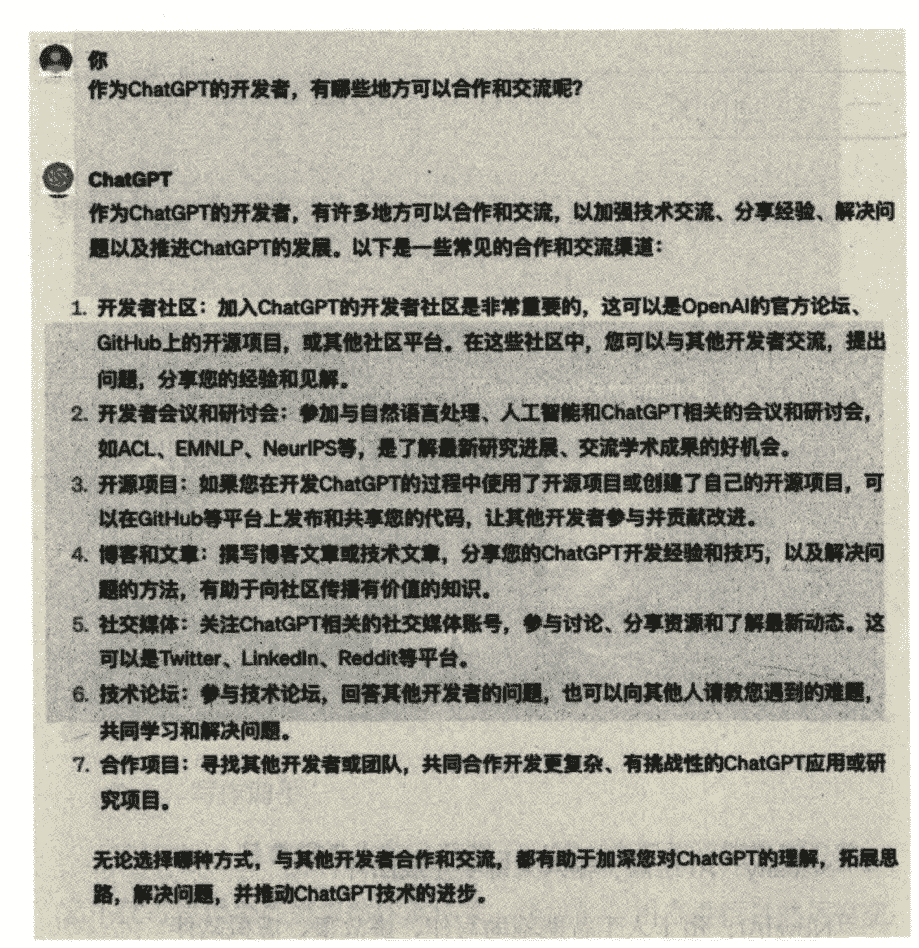 你
作为ChatGPT的开发者，有哪些地方可以合作和交流呢？
ChatGPT
作为ChatGPT的开发者，有许多地方可以合作和交流，以加强技术交流、分享经验、解决问
题以及推进ChatGPT的发展。以下是一些常见的合作和交流渠道：
1. 开发者社区：加入ChatGPT的开发者社区是非常重要的，这可以是OpenAI的官方论坛、
GitHub上的开源项目，或其他社区平台。在这些社区中，您可以与其他开发者交流，提出
问题，分享您的经验和见解。
2. 开发者会议和研讨会：参加与自然语言处理、人工智能和ChatGPT相关的会议和研讨会，
如ACL、EMNLP、NeurIPS等，是了解最新研究进展、交流学术成果的好机会。
3. 开源项目：如果您在开发ChatGPT的过程中使用了开源项目或创建了自己的开源项目，可
以在GitHub等平台上发布和共享您的代码，让其他开发者参与并贡献改进。
4. 博客和文章：撰写博客文章或技术文章，分享您的ChatGPT开发经验和技巧，以及解决问
题的方法，有助于向社区传播有价值的知识。
5. 社交媒体：关注ChatGPT相关的社交媒体账号，参与讨论、分享资源和了解最新动态。这
可以是Twitter、LinkedIn、Reddit等平台。
6. 技术论坛：参与技术论坛，回答其他开发者的问题，也可以向其他人请教您遇到的难题，
共同学习和解决问题。
7. 合作项目：寻找其他开发者或团队，共同合作开发更复杂、有挑战性的ChatGPT应用或研
究项目。
无论选择哪种方式，与其他开发者合作和交流，都有助于加深您对ChatGPT的理解，拓展思
路，解决问题，并推动ChatGPT技术的进步。